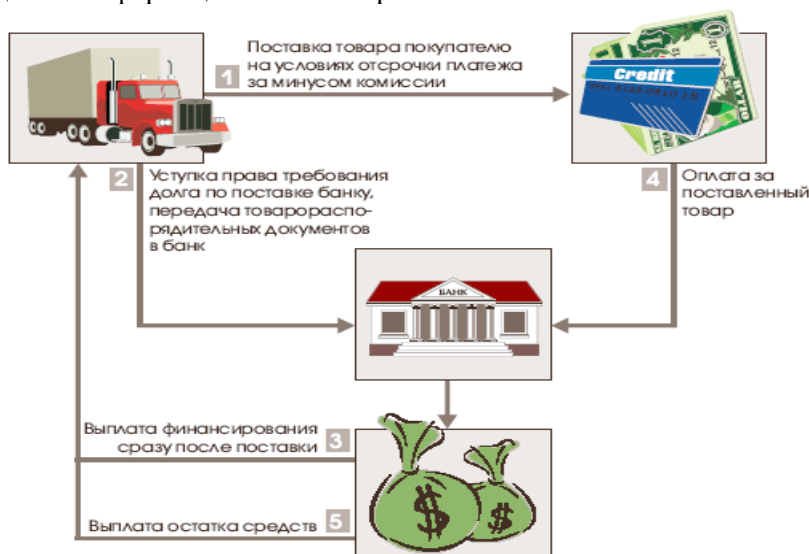 1
Поставка товара покупателю
на условиях отсрочки платежа
за минусом комиссии
Credit
2
Уступка права требования
долга по поставке банку,
передача товарораспо-
рядительных документов
в банк
4
Оплата за
поставленный
товар
БАНК
Выплата финансирования
сразу после поставки
3
Выплата остатка средств
5
$
$